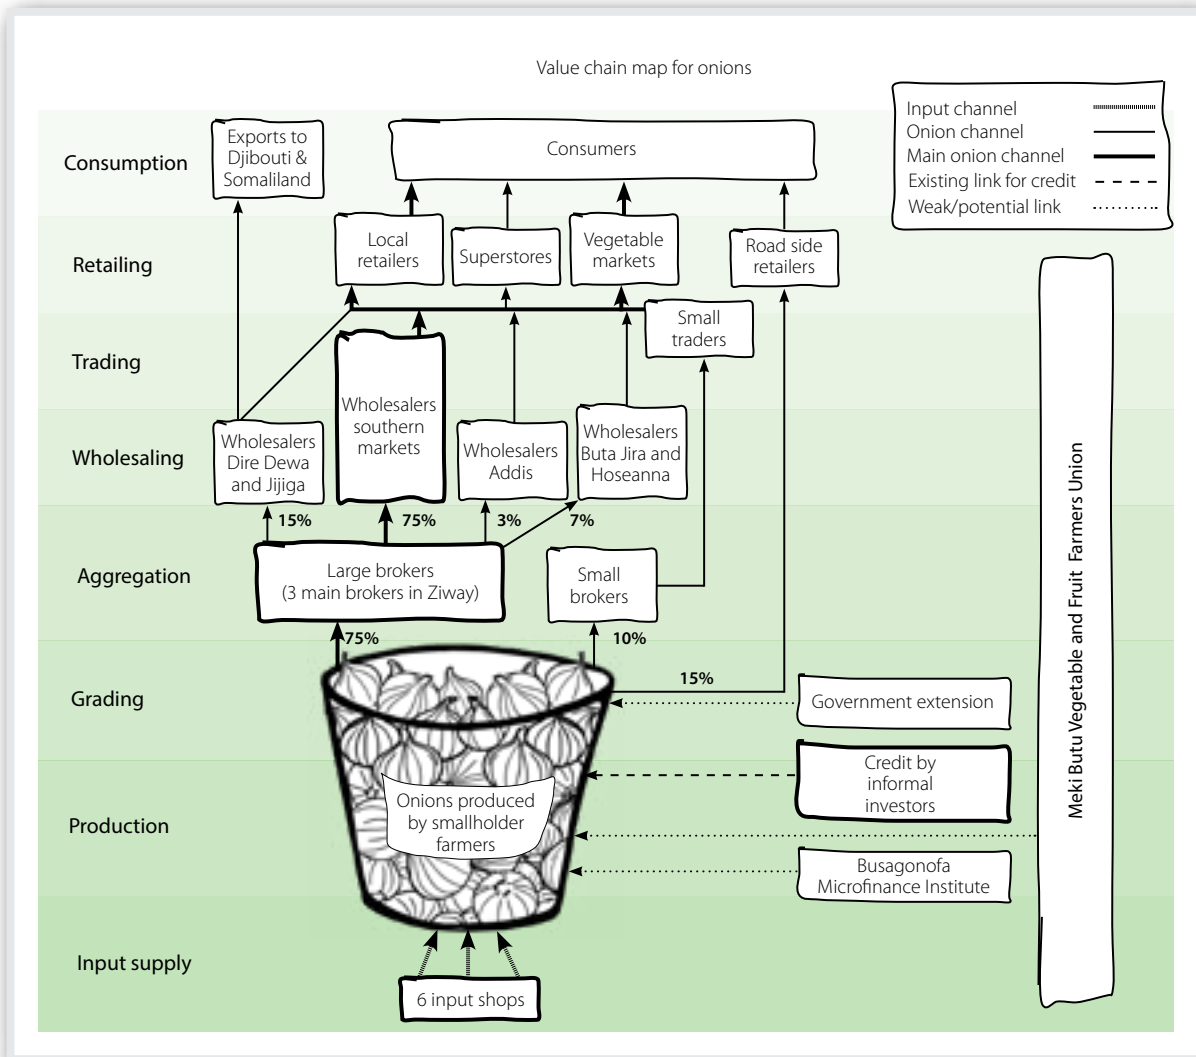 Value chain map for onions
Input channel
Onion channel
Main onion channel
Existing link for credit
Weak/potential link
Consumption
Exports to
Djibouti &
Somaliland
Consumers
Retailing
Local
retailers
Superstores
Vegetable
markets
Road side
retailers
Trading
Small
traders
Wholesaling
Wholesalers
Dire Dewa
and Jijiga
Wholesalers
southern
markets
Wholesalers
Addis
Wholesalers
Buta Jira and
Hoseanna
15%
75%
3%
7%
Aggregation
Large brokers
(3 main brokers in Ziway)
Small
brokers
75%
10%
15%
Grading
Government extension
Credit by
informal
investors
Production
Onions produced
by smallholder
farmers
Busagonofa
Microfinance Institute
Meki Butu Vegetable and Fruit Farmers Union
Input supply
6 input shops